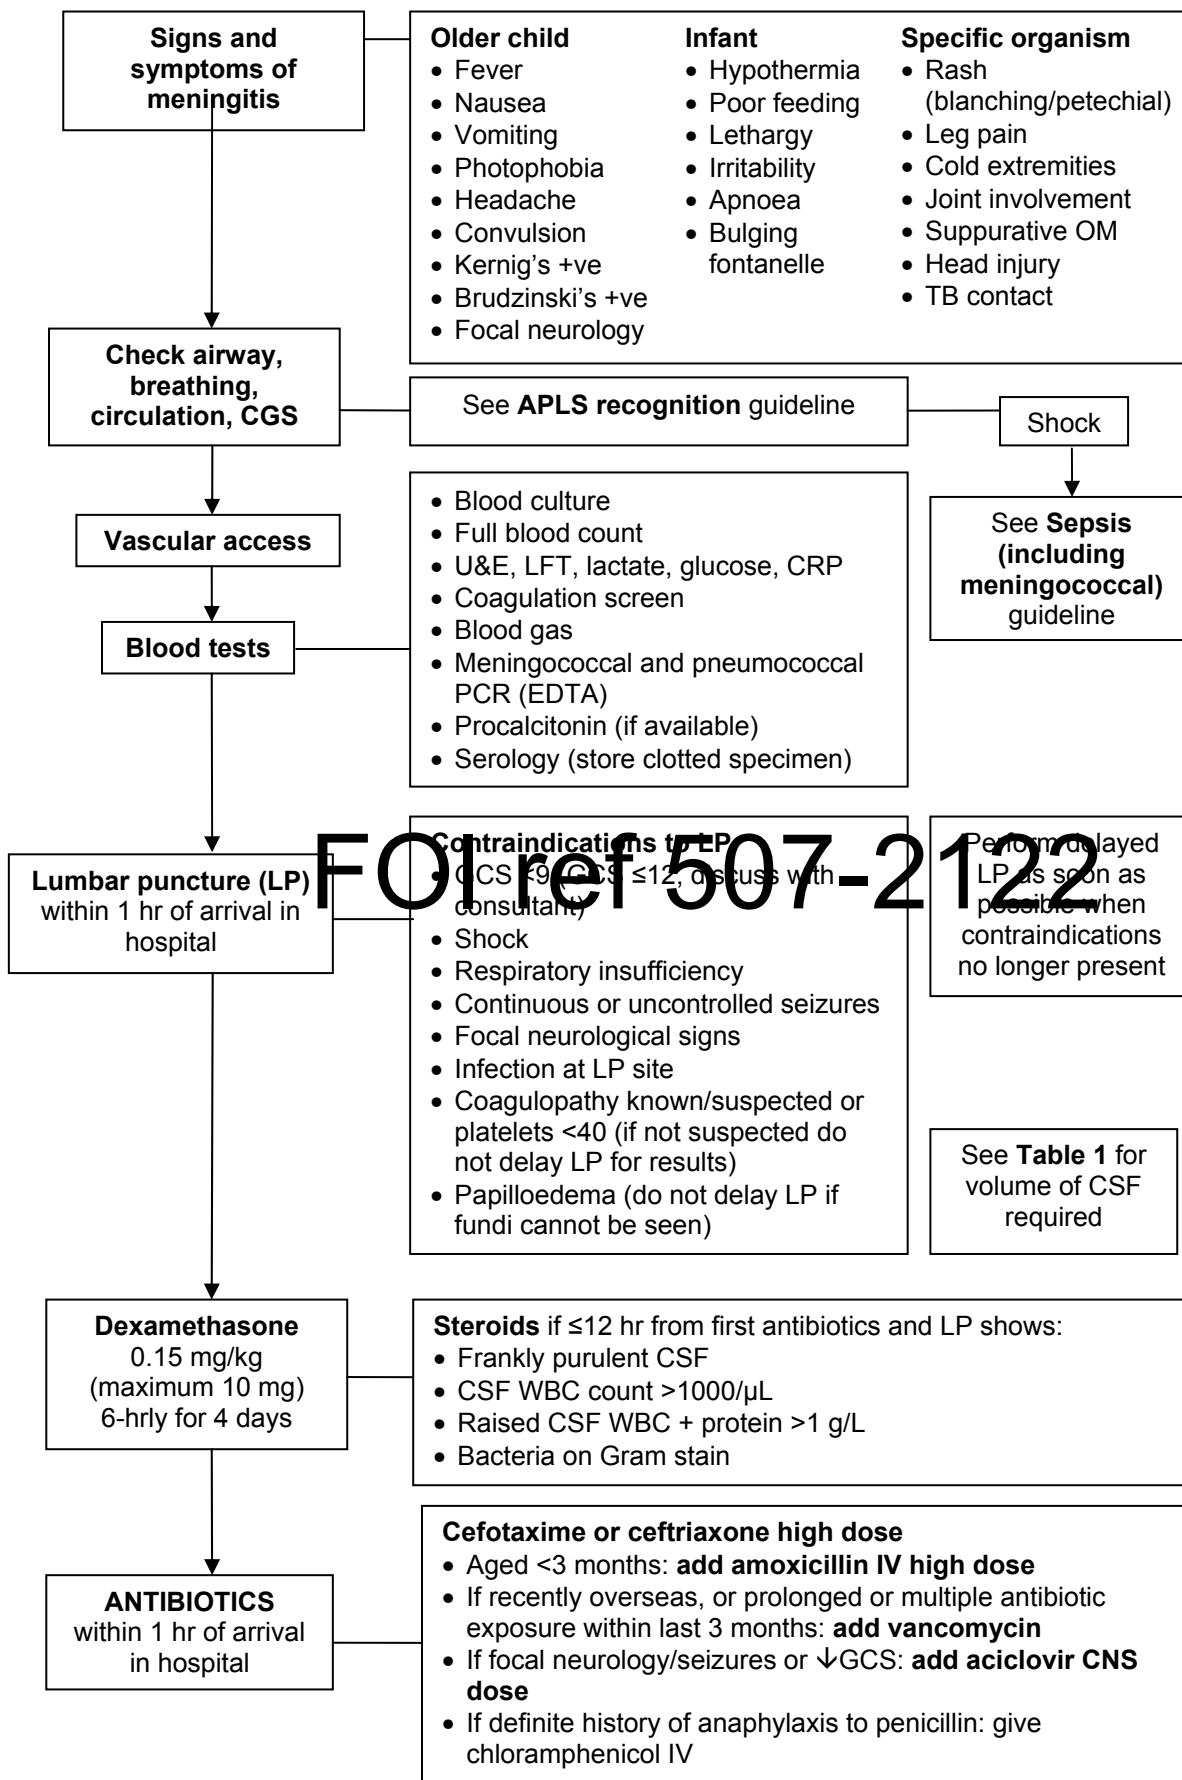 Signs and
symptoms of
meningitis
Older child
• Fever
• Nausea
• Vomiting
• Photophobia
• Headache
• Convulsion
• Kernig's +ve
• Brudzinski's +ve
• Focal neurology
Infant
• Hypothermia
• Poor feeding
• Lethargy
• Irritability
• Apnoea
• Bulging
fontanelle
Specific organism
• Rash
(blanching/petechial)
• Leg pain
• Cold extremities
• Joint involvement
• Suppurative OM
• Head injury
• TB contact
Check airway,
breathing,
circulation, CGS
See APLS recognition guideline
Shock
See Sepsis
(including
meningococcal)
guideline
Vascular access
Blood tests
• Blood culture
• Full blood count
• U&E, LFT, lactate, glucose, CRP
• Coagulation screen
• Blood gas
• Meningococcal and pneumococcal
PCR (EDTA)
• Procalcitonin (if available)
• Serology (store clotted specimen)
FOI ref 507-2122
Lumbar puncture (LP)
within 1 hr of arrival in
hospital
Contraindications to LP
• GCS <9 (GCS ≤12, discuss with
consultant)
• Shock
• Respiratory insufficiency
• Continuous or uncontrolled seizures
• Focal neurological signs
• Infection at LP site
• Coagulopathy known/suspected or
platelets <40 (if not suspected do
not delay LP for results)
• Papilloedema (do not delay LP if
fundi cannot be seen)
Perform delayed
LP as soon as
possible when
contraindications
no longer present
See Table 1 for
volume of CSF
required
Dexamethasone
0.15 mg/kg
(maximum 10 mg)
6-hrly for 4 days
Steroids if ≤12 hr from first antibiotics and LP shows:
• Frankly purulent CSF
• CSF WBC count >1000/µL
• Raised CSF WBC + protein >1 g/L
• Bacteria on Gram stain
ANTIBIOTICS
within 1 hr of arrival
in hospital
Cefotaxime or ceftriaxone high dose
• Aged <3 months: add amoxicillin IV high dose
• If recently overseas, or prolonged or multiple antibiotic
exposure within last 3 months: add vancomycin
• If focal neurology/seizures or ↓GCS: add aciclovir CNS
dose
• If definite history of anaphylaxis to penicillin: give
chloramphenicol IV